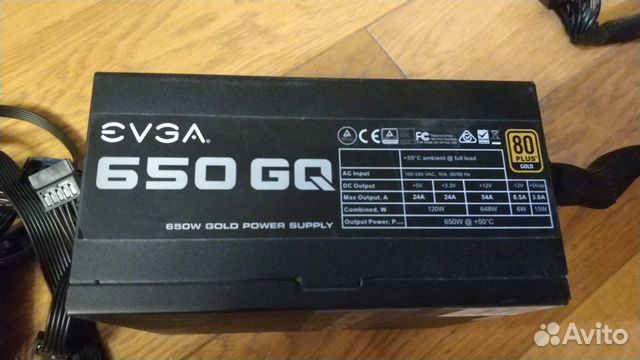 EVGA
650 GQ
650W GOLD POWER SUPPLY
80 PLUS GOLD
+50°C ambient @ full load
AC Input 100-240 VAC, 10A, 60/50 Hz
DC Output +5V +3.3V +12V -12V +5Vsb
Max Output, A 24A 24A 54A 0.5A 3.0A
Combined, W 120W 648W 6W 15W
Output Power, P 650W @ +50°C
Avito